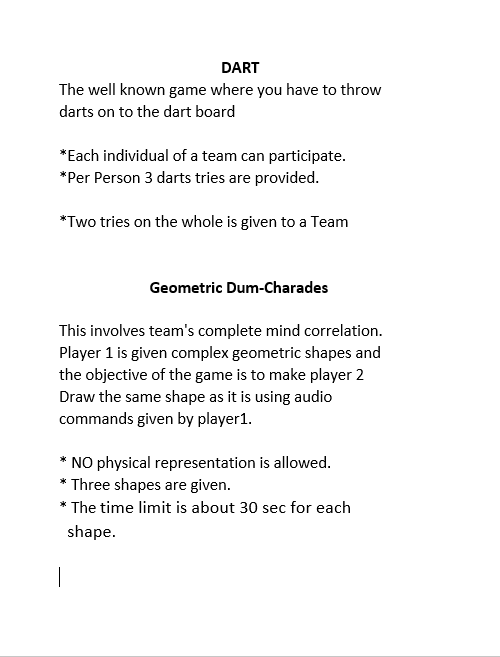 DART
The well known game where you have to throw
darts on to the dart board
*Each individual of a team can participate.
*Per Person 3 darts tries are provided.
*Two tries on the whole is given to a Team
Geometric Dum-Charades
This involves team's complete mind correlation.
Player 1 is given complex geometric shapes and
the objective of the game is to make player 2
Draw the same shape as it is using audio
commands given by player1.
* NO physical representation is allowed.
* Three shapes are given.
* The time limit is about 30 sec for each
shape.